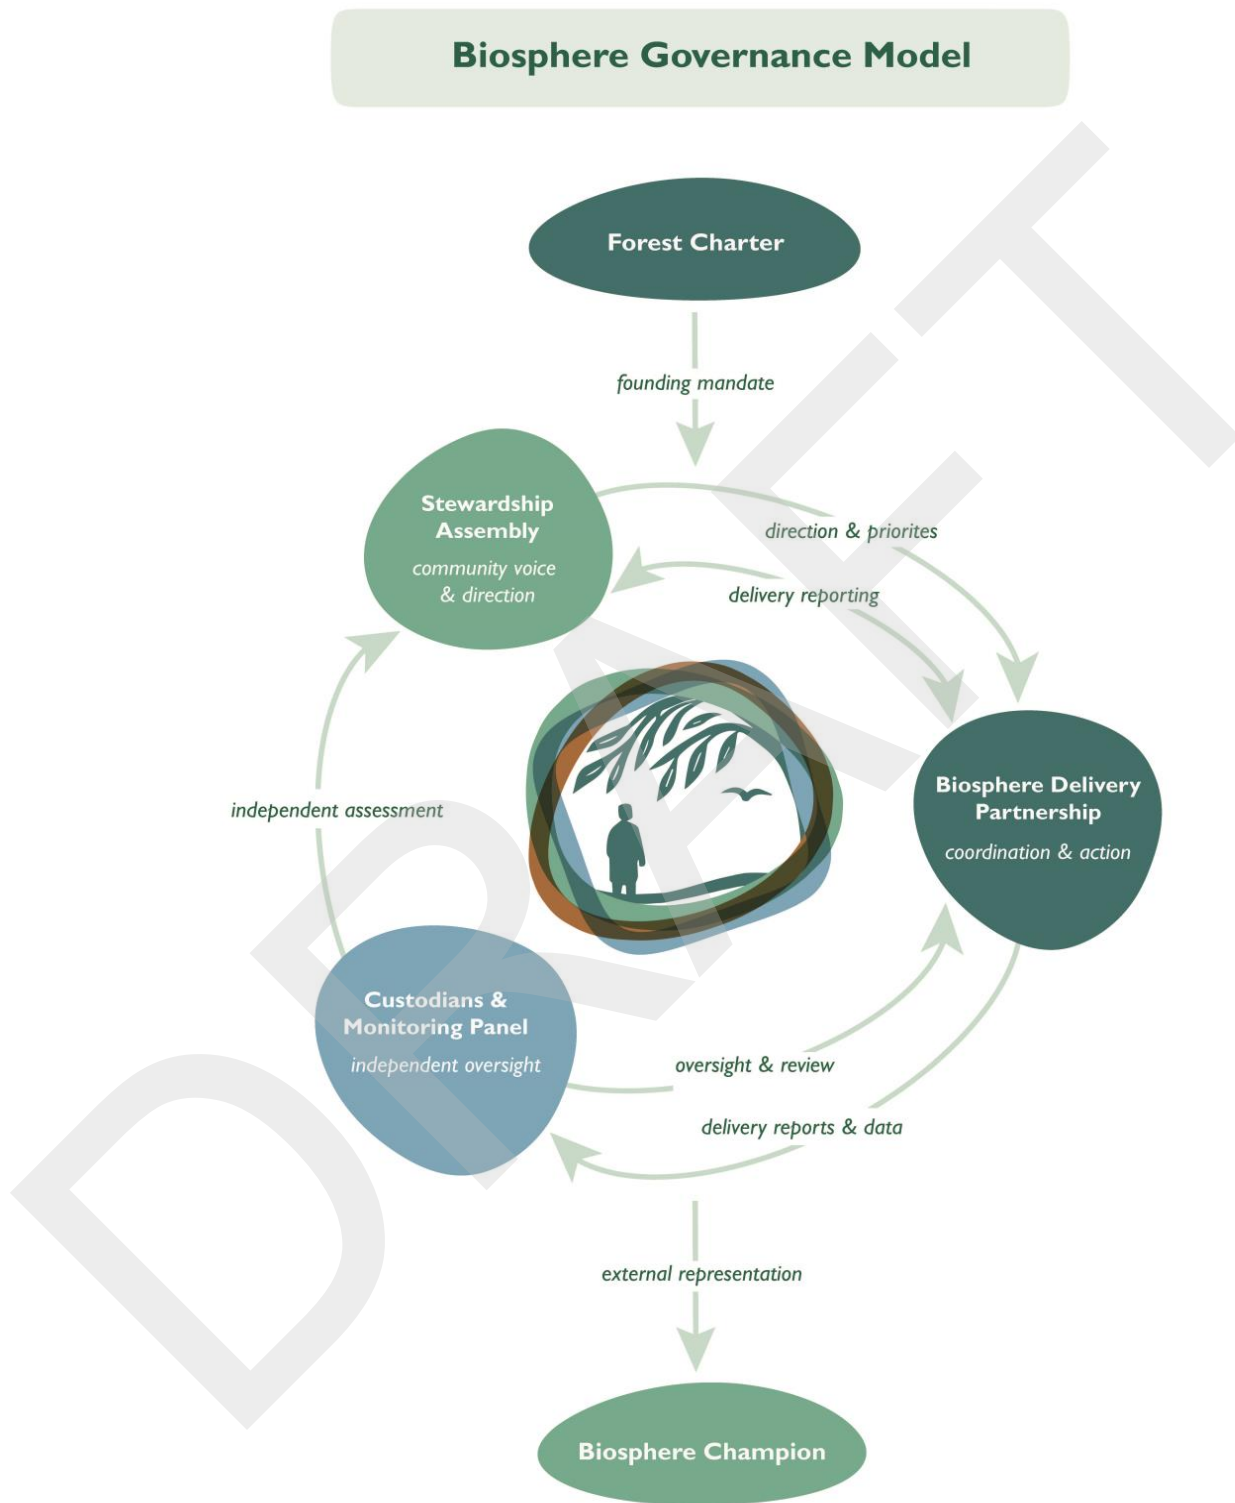 Biosphere Governance Model
Forest Charter
founding mandate
Stewardship
Assembly
community voice
& direction
direction & priorites
delivery reporting
Biosphere Delivery
Partnership
coordination & action
independent assessment
Custodians &
Monitoring Panel
independent oversight
oversight & review
delivery reports & data
external representation
Biosphere Champion
DRAFT